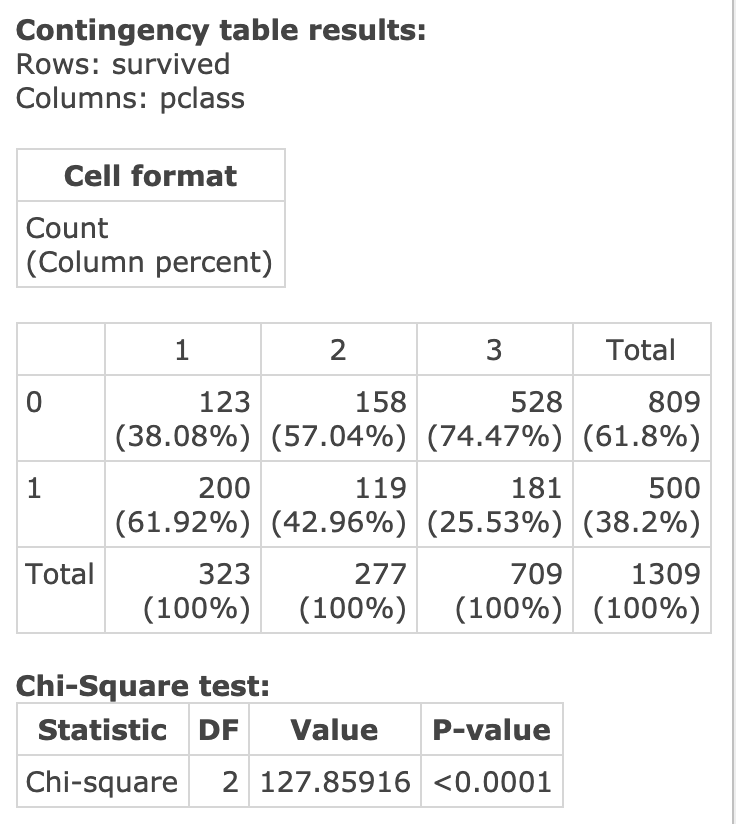 Contingency table results:
Rows: survived
Columns: pclass
Cell format
Count
(Column percent)
1 2 3 Total
0 123 158 528 809
(38.08%) (57.04%) (74.47%) (61.8%)
1 200 119 181 500
(61.92%) (42.96%) (25.53%) (38.2%)
Total 323 277 709 1309
(100%) (100%) (100%) (100%)
Chi-Square test:
Statistic DF Value P-value
Chi-square 2 127.85916 <0.0001